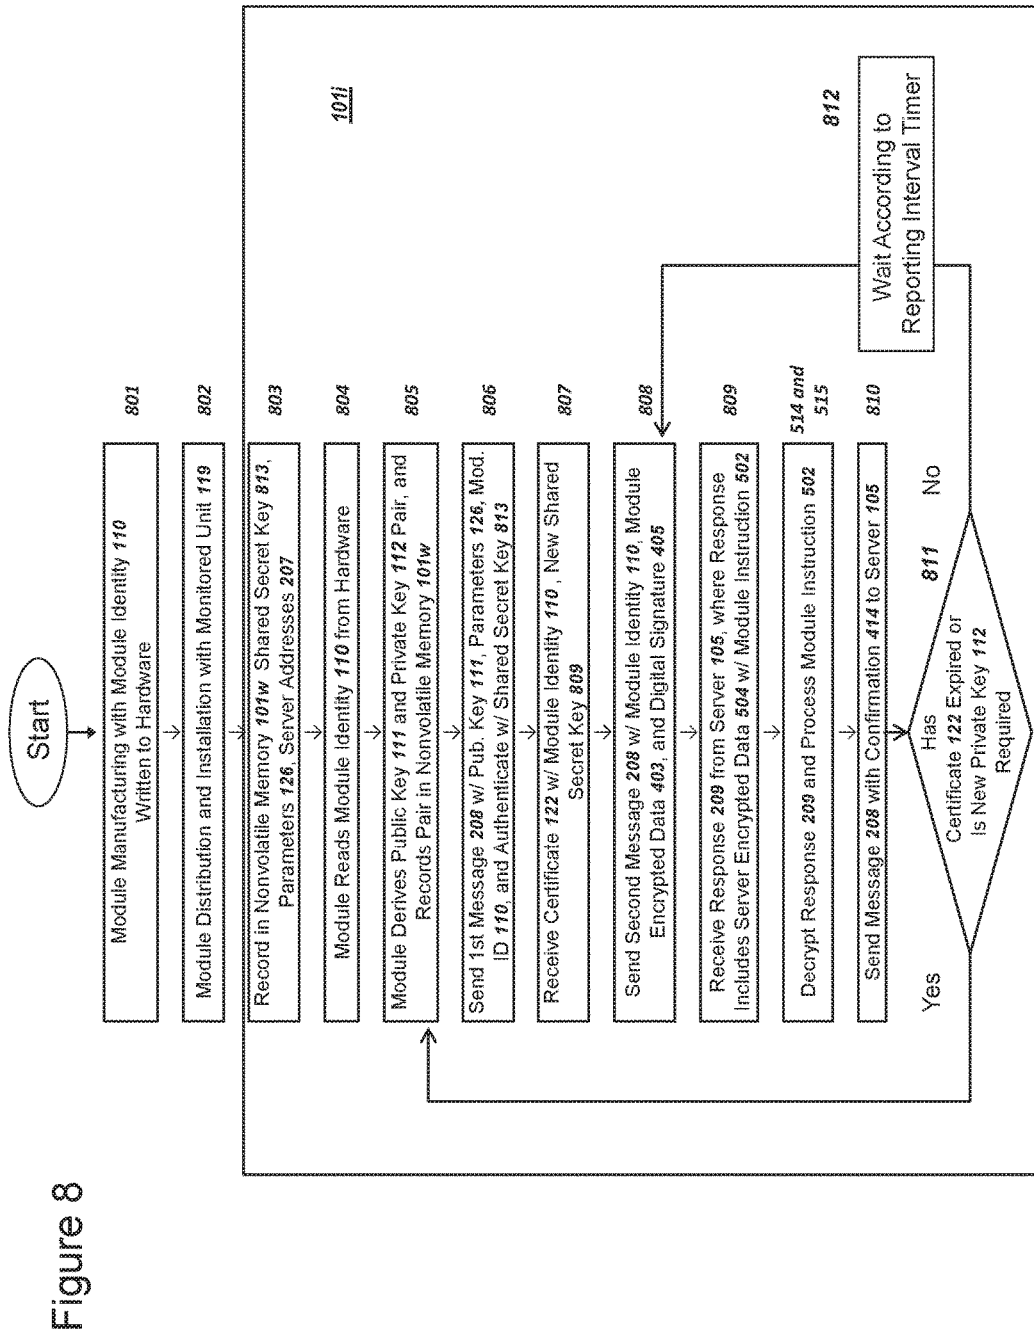 Figure 8
Start
Module Manufacturing with Module Identity 110
Written to Hardware
801
Module Distribution and Installation with Monitored Unit 119
802
101i
Record in Nonvolatile Memory 101w Shared Secret Key 813,
Parameters 126, Server Addresses 207
803
Module Reads Module Identity 110 from Hardware
804
Module Derives Public Key 111 and Private Key 112 Pair, and
Records Pair in Nonvolatile Memory 101w
805
Send 1st Message 208 w/ Pub. Key 111, Parameters 126, Mod.
ID 110, and Authenticate w/ Shared Secret Key 813
806
Receive Certificate 122 w/ Module Identity 110 , New Shared
Secret Key 809
807
Send Second Message 208 w/ Module Identity 110, Module
Encrypted Data 403, and Digital Signature 405
808
Receive Response 209 from Server 105, where Response
Includes Server Encrypted Data 504 w/ Module Instruction 502
809
Decrypt Response 209 and Process Module Instruction 502
514 and
515
Send Message 208 with Confirmation 414 to Server 105
810
Yes
Has
Certificate 122 Expired or
Is New Private Key 112
Required
811
No
Wait According to
Reporting Interval Timer
812